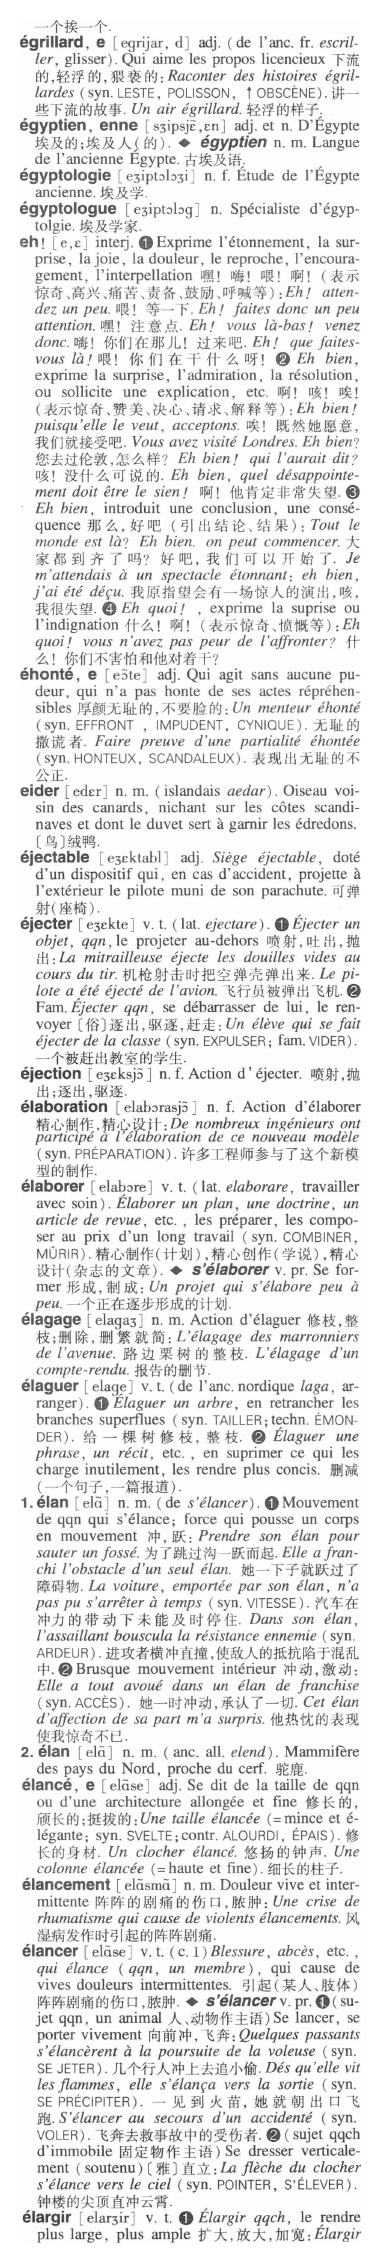 一个挨一个.
égrillard, e [egrijar, d] adj. (de l'anc. fr. escril-
ler, glisser). Qui aime les propos licencieux 下流
的,轻浮的,猥亵的: Raconter des histoires égril-
lardes (syn. LESTE, POLISSON, ↑OBSCÈNE). 讲一
些下流的故事. Un air égrillard. 轻浮的样子.
égyptien, enne [ɛʒipsjɛ̃, ɛn] adj. et n. D'Égypte
埃及的;埃及人(的). ◆ égyptien n. m. Langue
de l'ancienne Égypte. 古埃及语.
égyptologie [eʒiptɔlɔʒi] n. f. Étude de l'Égypte
ancienne. 埃及学.
égyptologue [eʒiptɔlɔg] n. Spécialiste d'égyp-
tolgie. 埃及学家.
eh! [e,ɛ] interj. ❶ Exprime l'étonnement, la sur-
prise, la joie, la douleur, le reproche, l'encoura-
gement, l'interpellation 嘿! 嗨! 喂! 啊! (表示
惊奇、高兴、痛苦、责备、鼓励、呼喊等): Eh! atten-
dez un peu. 喂! 等一下. Eh! faites donc un peu
attention. 嘿! 注意点. Eh! vous là-bas! venez
donc. 嗨! 你们在那儿! 过来吧. Eh! que faites-
vous là! 喂! 你们在干什么呀! ❷ Eh bien,
exprime la surprise, l'admiration, la résolution,
ou sollicite une explication, etc. 啊! 咳! 唉!
(表示惊奇、赞美、决心、请求、解释等): Eh bien!
puisqu'elle le veut, acceptons. 唉! 既然她愿意,
我们就接受吧. Vous avez visité Londres. Eh bien?
您去过伦敦,怎么样? Eh bien! qui l'aurait dit?
咳! 没什么可说的. Eh bien, quel désappointe-
ment doit être le sien! 啊! 他肯定非常失望. ❸
Eh bien, introduit une conclusion, une consé-
quence 那么,好吧 (引出结论、结果): Tout le
monde est là? Eh bien. on peut commencer. 大
家都到齐了吗? 好吧,我们可以开始了. Je
m'attendais à un spectacle étonnant; eh bien,
j'ai été déçu. 我原指望会有一场惊人的演出,咳,
我很失望. ❹ Eh quoi! , exprime la suprise ou
l'indignation 什么! 啊! (表示惊奇、愤慨等): Eh
quoi! vous n'avez pas peur de l'affronter? 什
么! 你们不害怕和他对着干?
éhonté, e [eɔ̃te] adj. Qui agit sans aucune pu-
deur, qui n'a pas honte de ses actes répréhen-
sibles 厚颜无耻的,不要脸的: Un menteur éhonté
(syn. EFFRONT , IMPUDENT, CYNIQUE). 无耻的
撒谎者. Faire preuve d'une partialité éhontée
(syn. HONTEUX, SCANDALEUX). 表现出无耻的不
公正.
eider [edɛr] n. m. (islandais aedar). Oiseau voi-
sin des canards, nichant sur les côtes scandi-
naves et dont le duvet sert à garnir les édredons.
〔鸟〕绒鸭.
éjectable [eʒɛktabl] adj. Siège éjectable, doté
d'un dispositif qui, en cas d'accident, projette à
l'extérieur le pilote muni de son parachute. 可弹
射(座椅).
éjecter [eʒɛkte] v. t. (lat. ejectare). ❶ Éjecter un
objet, qqn, le projeter au-dehors 喷射,吐出,抛
出: La mitrailleuse éjecte les douilles vides au
cours du tir. 机枪射击时把空弹壳弹出来. Le pi-
lote a été éjecté de l'avion. 飞行员被弹出飞机. ❷
Fam. Éjecter qqn, se débarrasser de lui, le ren-
voyer〔俗〕逐出,驱逐,赶走: Un élève qui se fait
éjecter de la classe (syn. EXPULSER; fam. VIDER).
一个被赶出教室的学生.
éjection [eʒɛksjɔ̃] n. f. Action d'éjecter. 喷射,抛
出;逐出,驱逐.
élaboration [elabɔrasjɔ̃] n. f. Action d'élaborer
精心制作,精心设计: De nombreux ingénieurs ont
participé à l'élaboration de ce nouveau modèle
(syn. PRÉPARATION). 许多工程师参与了这个新模
型的制作.
élaborer [elabɔre] v. t. (lat. elaborare, travailler
avec soin). Élaborer un plan, une doctrine, un
article de revue, etc. , les préparer, les compo-
ser au prix d'un long travail (syn. COMBINER,
MÛRIR). 精心制作(计划),精心创作(学说),精心
设计(杂志的文章). ◆ s'élaborer v. pr. Se for-
mer 形成,制成: Un projet qui s'élabore peu à
peu. 一个正在逐步形成的计划.
élagage [elagaʒ] n. m. Action d'élaguer 修枝,整
枝;删除,删繁就简: L'élagage des marronniers
de l'avenue. 路边栗树的整枝. L'élagage d'un
compte-rendu. 报告的删节.
élaguer [elage] v. t. (de l'anc. nordique laga, ar-
ranger). ❶ Élaguer un arbre, en retrancher les
branches superflues (syn. TAILLER; techn. ÉMON-
DER). 给一棵树修枝,整枝. ❷ Élaguer une
phrase, un récit, etc. , en suprimer ce qui les
charge inutilement, les rendre plus concis. 删减
(一个句子,一篇报道).
1. élan [elɑ̃] n. m. (de s'élancer). ❶ Mouvement
de qqn qui s'élance; force qui pousse un corps
en mouvement 冲,跃: Prendre son élan pour
sauter un fossé. 为了跳过沟一跃而起. Elle a fran-
chi l'obstacle d'un seul élan. 她一下子就跃过了
障碍物. La voiture, emportée par son élan, n'a
pas pu s'arrêter à temps (syn. VITESSE). 汽车在
冲力的带动下未能及时停住. Dans son élan,
l'assaillant bouscula la résistance ennemie (syn.
ARDEUR). 进攻者横冲直撞,使敌人的抵抗陷于混乱
中. ❷ Brusque mouvement intérieur 冲动,激动:
Elle a tout avoué dans un élan de franchise
(syn. ACCÈS). 她一时冲动,承认了一切. Cet élan
d'affection de sa part m'a surpris. 他热忱的表现
使我惊奇不已.
2. élan [elɑ̃] n. m. (anc. all. elend). Mammifère
des pays du Nord, proche du cerf. 驼鹿.
élancé, e [elɑ̃se] adj. Se dit de la taille de qqn
ou d'une architecture allongée et fine 修长的,
颀长的;挺拔的: Une taille élancée (=mince et é-
légante; syn. SVELTE; contr. ALOURDI, ÉPAIS). 修
长的身材. Un clocher élancé. 悠扬的钟声. Une
colonne élancée (=haute et fine). 细长的柱子.
élancement [elɑ̃smɑ̃] n. m. Douleur vive et inter-
mittente 阵阵的剧痛的伤口,脓肿: Une crise de
rhumatisme qui cause de violents élancements. 风
湿病发作时引起的阵阵剧痛.
élancer [elɑ̃se] v. t. (c. 1) Blessure, abcès, etc. ,
qui élance (qqn, un membre), qui cause de
vives douleurs intermittentes. 引起(某人、肢体)
阵阵剧痛的伤口,脓肿. ◆ s'élancer v. pr. ❶ (su-
jet qqn, un animal 人、动物作主语) Se lancer, se
porter vivement 向前冲,飞奔: Quelques passants
s'élancèrent à la poursuite de la voleuse (syn.
SE JETER). 几个行人冲上去追小偷. Dés qu'elle vit
les flammes, elle s'élança vers la sortie (syn.
SE PRÉCIPITER). 一见到火苗,她就朝出口飞
跑. S'élancer au secours d'un accidenté (syn.
VOLER). 飞奔去救事故中的受伤者. ❷ (sujet qqch
d'immobile 固定物作主语) Se dresser verticale-
ment (soutenu)〔雅〕直立: La flèche du clocher
s'élance vers le ciel (syn. POINTER, S'ÉLEVER).
钟楼的尖顶直冲云霄.
élargir [elarʒir] v. t. ❶ Élargir qqch, le rendre
plus large, plus ample 扩大,放大,加宽: Élargir